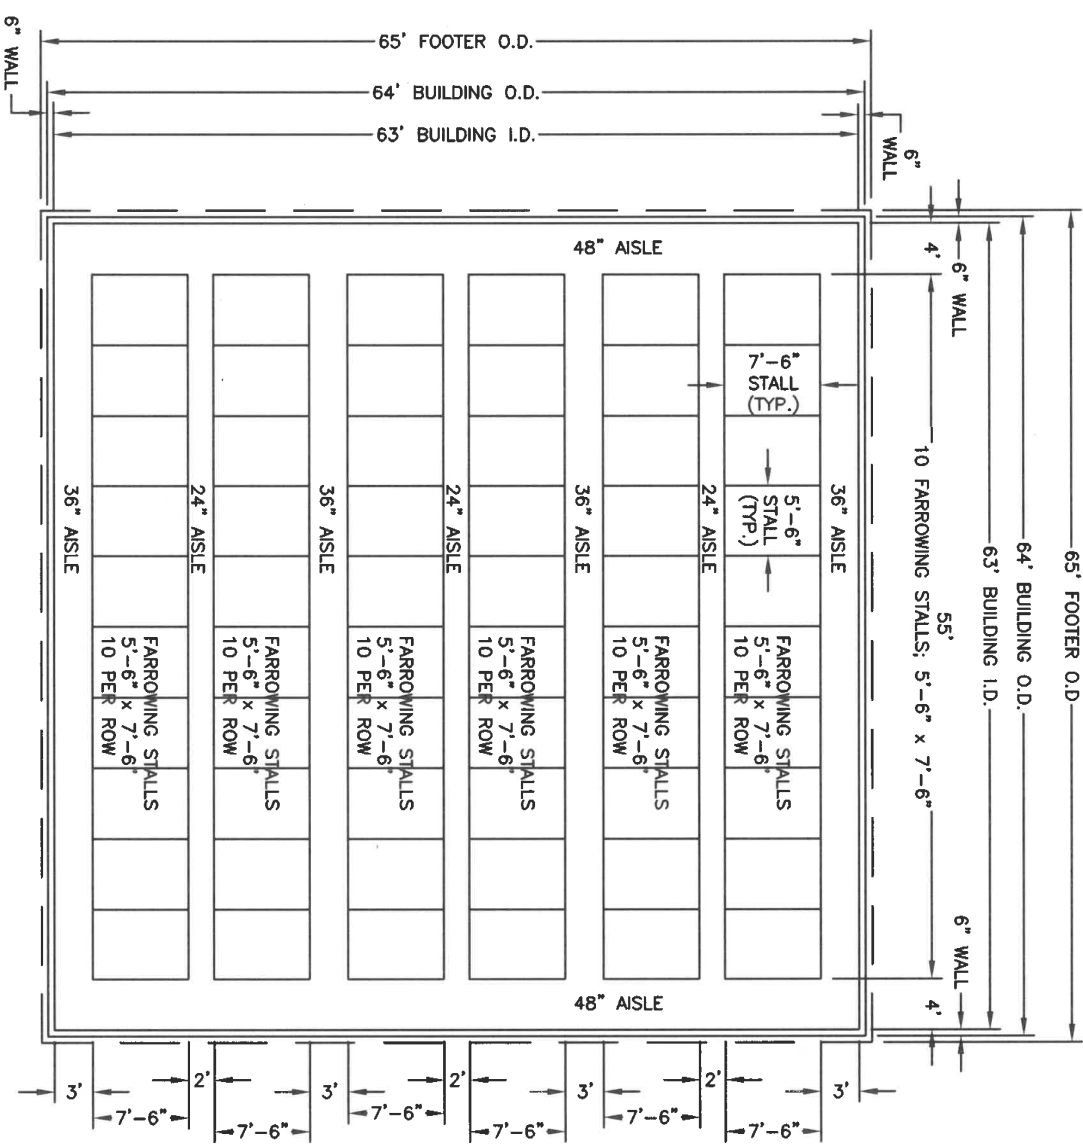 65' FOOTER O.D.
64' BUILDING O.D.
63' BUILDING I.D.
6" WALL
6"
WALL
65' FOOTER O.D
64' BUILDING O.D.
63' BUILDING I.D.
55'
10 FARROWING STALLS; 5'-6" x 7'-6"
4'
6" WALL
6" WALL
4'
48" AISLE
7'-6"
STALL
(TYP.)
5'-6"
STALL
(TYP.)
36" AISLE
24" AISLE
36" AISLE
24" AISLE
36" AISLE
24" AISLE
36" AISLE
FARROWING STALLS
5'-6" x 7'-6"
10 PER ROW
FARROWING STALLS
5'-6" x 7'-6"
10 PER ROW
FARROWING STALLS
5'-6" x 7'-6"
10 PER ROW
FARROWING STALLS
5'-6" x 7'-6"
10 PER ROW
FARROWING STALLS
5'-6" x 7'-6"
10 PER ROW
FARROWING STALLS
5'-6" x 7'-6"
10 PER ROW
48" AISLE
3'
7'-6"
2'
7'-6"
3'
7'-6"
2'
7'-6"
3'
7'-6"
2'
7'-6"
3'